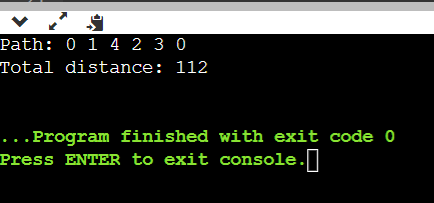 Path: 0 1 4 2 3 0
Total distance: 112
...Program finished with exit code 0
Press ENTER to exit console.